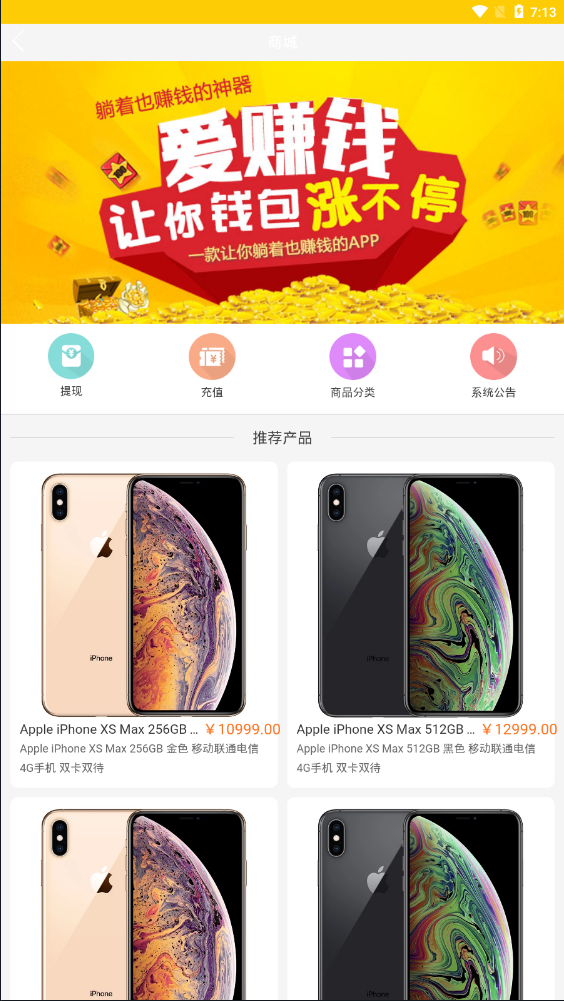 7:13
商城
躺着也赚钱的神器
爱赚钱
让你钱包涨不停
一款让你躺着也赚钱的APP
提现
充值
商品分类
系统公告
推荐产品
iPhone
iPhone
Apple iPhone XS Max 256GB ... ￥10999.00
Apple iPhone XS Max 256GB 金色 移动联通电信
4G手机 双卡双待
Apple iPhone XS Max 512GB ... ￥12999.00
Apple iPhone XS Max 512GB 黑色 移动联通电信
4G手机 双卡双待
iPhone
iPhone